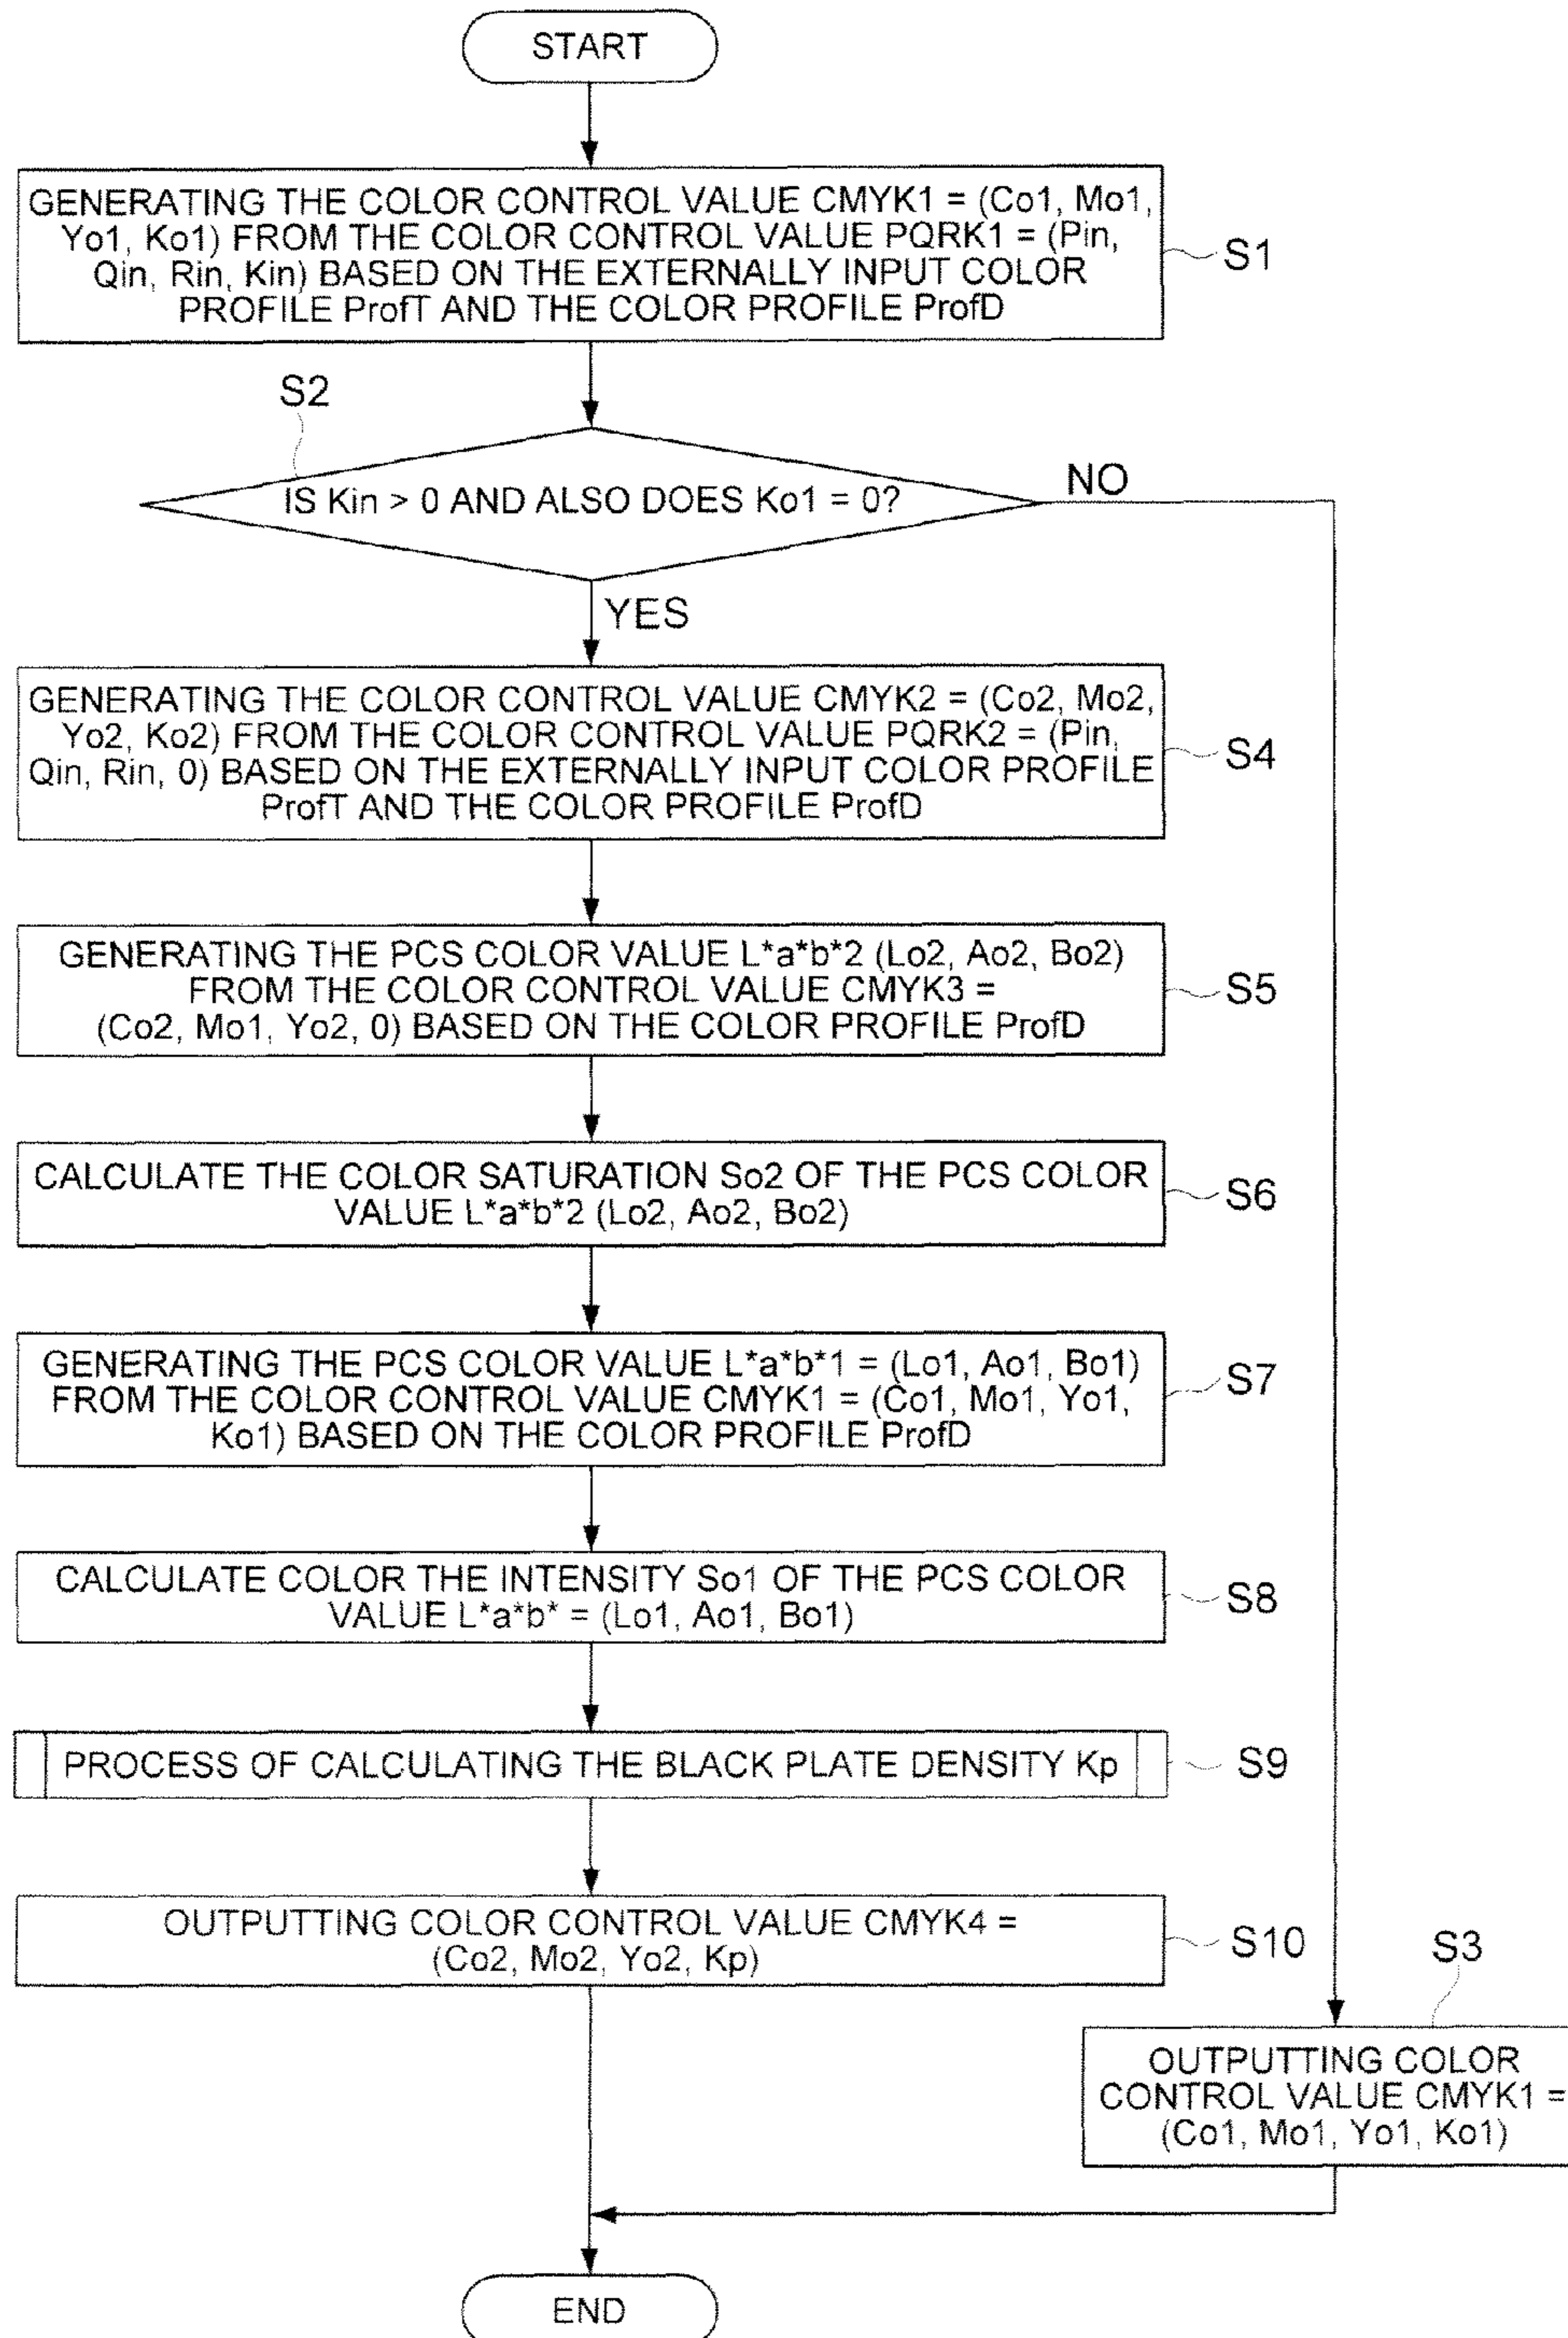 START
GENERATING THE COLOR CONTROL VALUE CMYK1 = (Co1, Mo1,
Yo1, Ko1) FROM THE COLOR CONTROL VALUE PQRK1 = (Pin,
Qin, Rin, Kin) BASED ON THE EXTERNALLY INPUT COLOR
PROFILE ProfT AND THE COLOR PROFILE ProfD
S1
S2
IS Kin > 0 AND ALSO DOES Ko1 = 0?
NO
YES
GENERATING THE COLOR CONTROL VALUE CMYK2 = (Co2, Mo2,
Yo2, Ko2) FROM THE COLOR CONTROL VALUE PQRK2 = (Pin,
Qin, Rin, 0) BASED ON THE EXTERNALLY INPUT COLOR PROFILE
ProfT AND THE COLOR PROFILE ProfD
S4
GENERATING THE PCS COLOR VALUE L*a*b*2 (Lo2, Ao2, Bo2)
FROM THE COLOR CONTROL VALUE CMYK3 =
(Co2, Mo1, Yo2, 0) BASED ON THE COLOR PROFILE ProfD
S5
CALCULATE THE COLOR SATURATION So2 OF THE PCS COLOR
VALUE L*a*b*2 (Lo2, Ao2, Bo2)
S6
GENERATING THE PCS COLOR VALUE L*a*b*1 = (Lo1, Ao1, Bo1)
FROM THE COLOR CONTROL VALUE CMYK1 = (Co1, Mo1, Yo1,
Ko1) BASED ON THE COLOR PROFILE ProfD
S7
CALCULATE COLOR THE INTENSITY So1 OF THE PCS COLOR
VALUE L*a*b* = (Lo1, Ao1, Bo1)
S8
PROCESS OF CALCULATING THE BLACK PLATE DENSITY Kp
S9
OUTPUTTING COLOR CONTROL VALUE CMYK4 =
(Co2, Mo2, Yo2, Kp)
S10
S3
OUTPUTTING COLOR
CONTROL VALUE CMYK1 =
(Co1, Mo1, Yo1, Ko1)
END